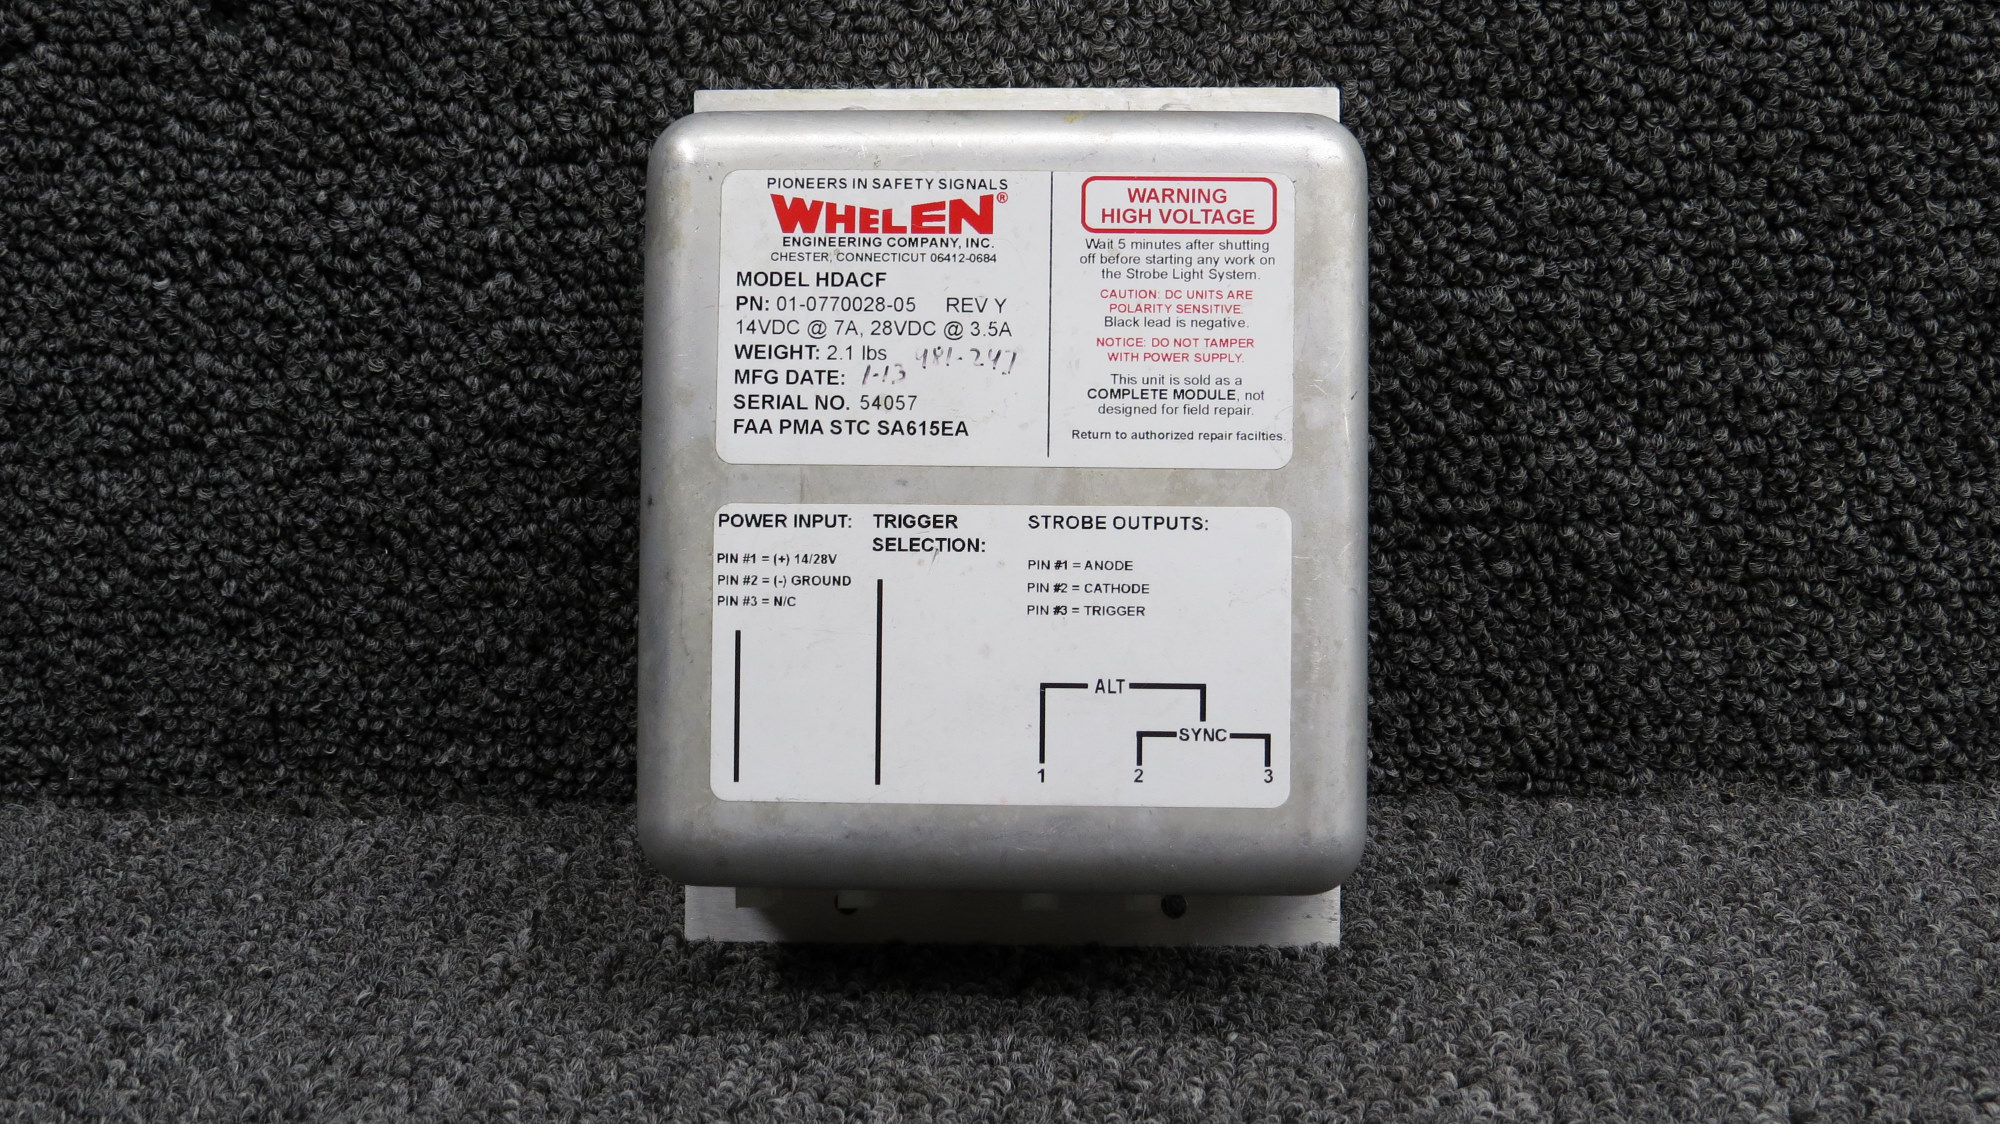 PIONEERS IN SAFETY SIGNALS
WHELEN®
ENGINEERING COMPANY, INC.
CHESTER, CONNECTICUT 06412-0684
MODEL HDACF
PN: 01-0770028-05 REV Y
14VDC @ 7A, 28VDC @ 3.5A
WEIGHT: 2.1 lbs 481-247
MFG DATE: 1-13
SERIAL NO. 54057
FAA PMA STC SA615EA
WARNING
HIGH VOLTAGE
Wait 5 minutes after shutting
off before starting any work on
the Strobe Light System.
CAUTION: DC UNITS ARE
POLARITY SENSITIVE.
Black lead is negative.
NOTICE: DO NOT TAMPER
WITH POWER SUPPLY.
This unit is sold as a
COMPLETE MODULE, not
designed for field repair.
Return to authorized repair facilties.
POWER INPUT:
PIN #1 = (+) 14/28V
PIN #2 = (-) GROUND
PIN #3 = N/C
TRIGGER
SELECTION:
STROBE OUTPUTS:
PIN #1 = ANODE
PIN #2 = CATHODE
PIN #3 = TRIGGER
ALT
SYNC
1 2 3